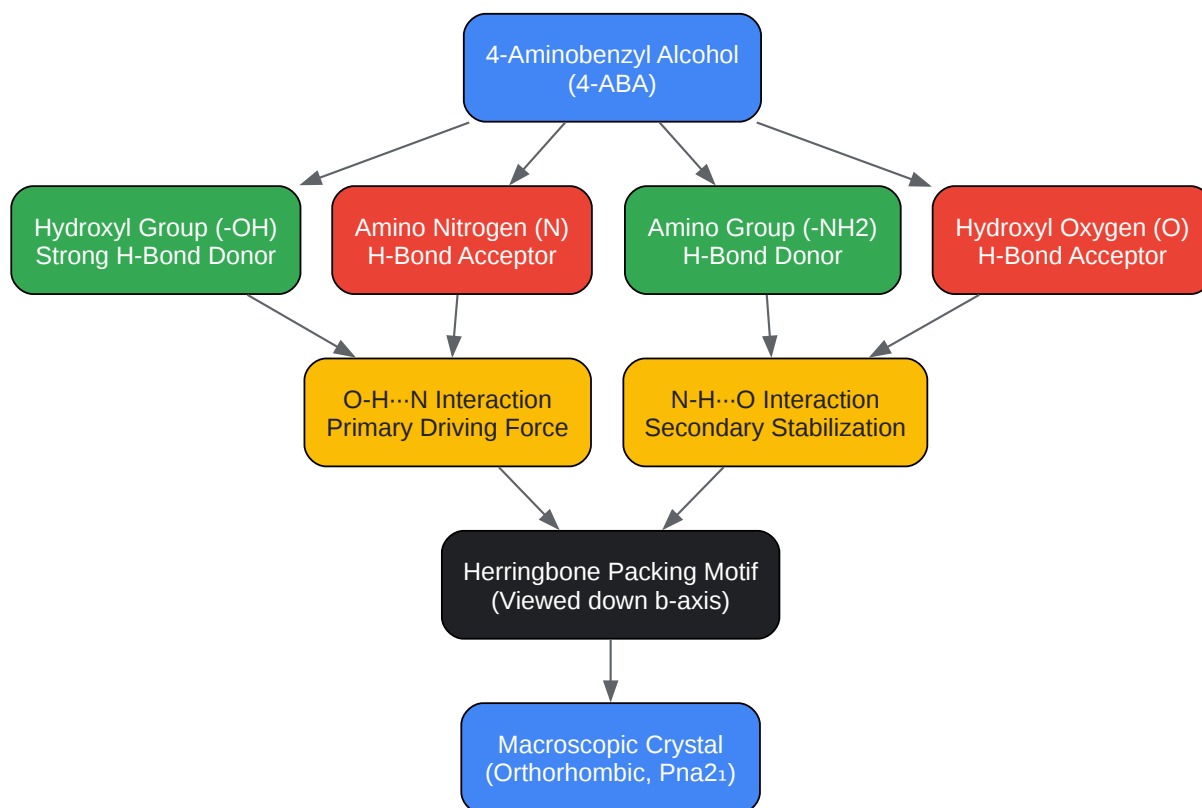 4-Aminobenzyl Alcohol
(4-ABA)
Hydroxyl Group (-OH)
Strong H-Bond Donor
Amino Nitrogen (N)
H-Bond Acceptor
Amino Group (-NH2)
H-Bond Donor
Hydroxyl Oxygen (O)
H-Bond Acceptor
O-H···N Interaction
Primary Driving Force
N-H···O Interaction
Secondary Stabilization
Herringbone Packing Motif
(Viewed down b-axis)
Macroscopic Crystal
(Orthorhombic, Pna2₁)